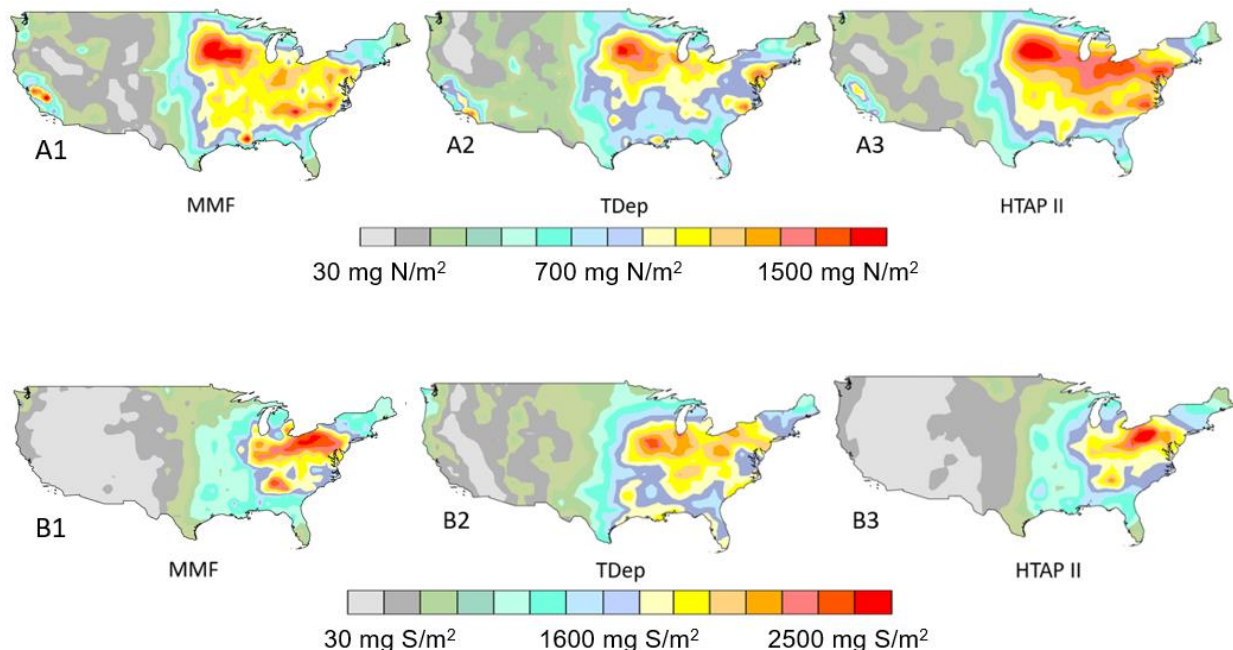 A1 A2 A3
MMF TDep HTAP II
30 mg N/m² 700 mg N/m² 1500 mg N/m²
B1 B2 B3
MMF TDep HTAP II
30 mg S/m² 1600 mg S/m² 2500 mg S/m²